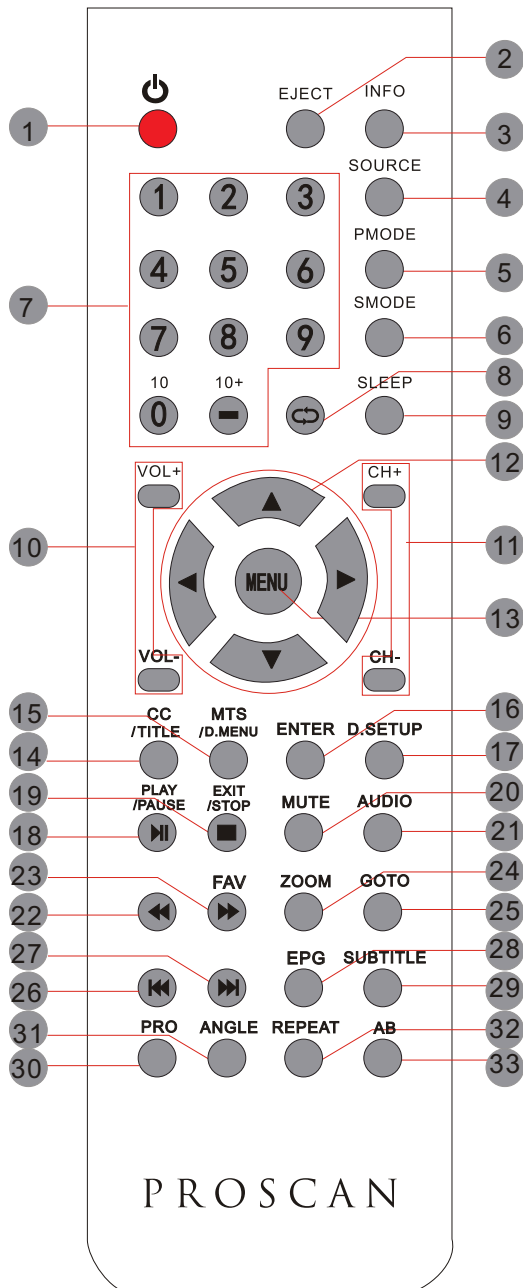 2
EJECT INFO
1
3
SOURCE
1 2 3
4
PMODE
4 5 6
5
7
SMODE
7 8 9
6
8
10 10+ SLEEP
0 -
9
12
VOL+ CH+
10
11
MENU
13
VOL- CH-
15
CC
/TITLE
MTS
/D.MENU
ENTER D.SETUP
16
14
17
PLAY
/PAUSE
EXIT
/STOP
19
MUTE AUDIO
20
18
21
23
FAV ZOOM GOTO
24
22
25
27
EPG SUBTITLE
28
26
29
31
PRO ANGLE REPEAT AB
32
30
33
PROSCAN